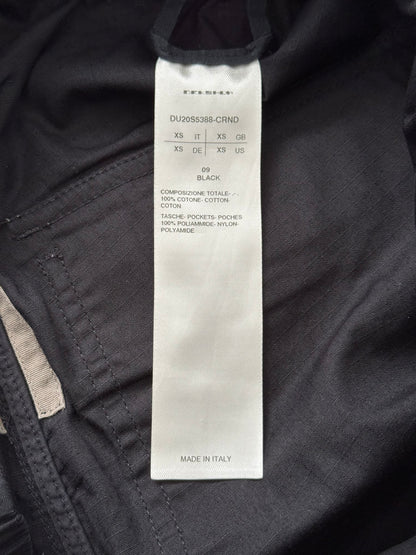 DU20S5388-CRND
XS IT XS GB
XS DE XS US
09
BLACK
COMPOSIZIONE TOTALE- .-
100% COTONE- COTTON-
COTON
TASCHE- POCKETS- POCHES
100% POLIAMMIDE- NYLON-
POLYAMIDE
MADE IN ITALY